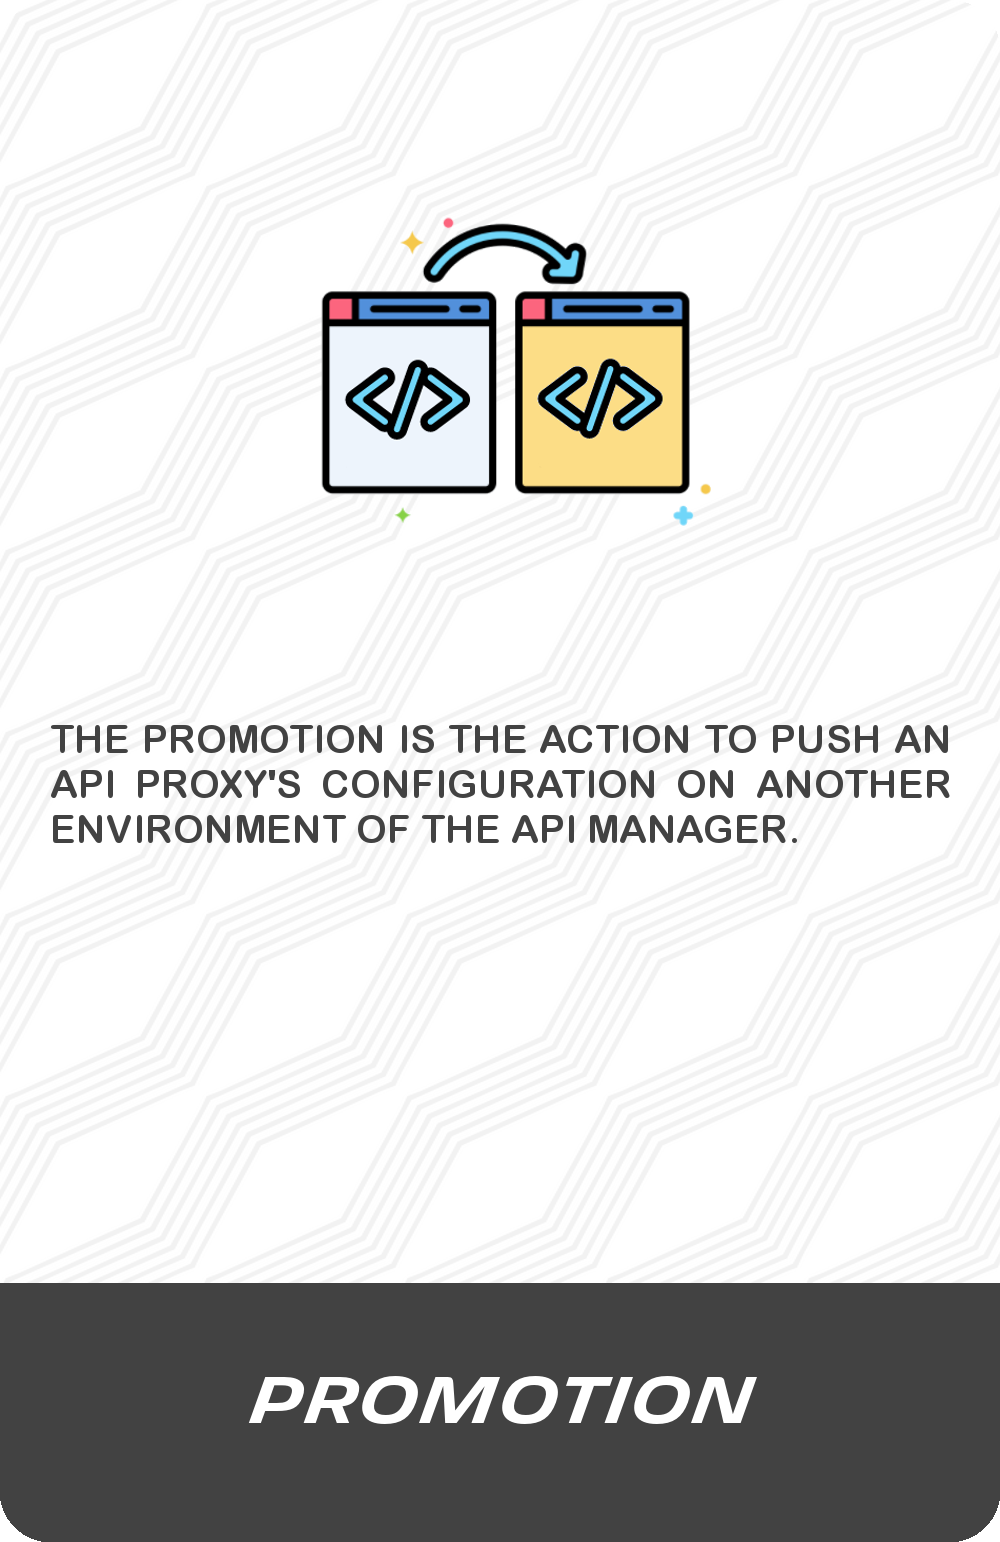 THE PROMOTION IS THE ACTION TO PUSH AN
API PROXY'S CONFIGURATION ON ANOTHER
ENVIRONMENT OF THE API MANAGER.
PROMOTION